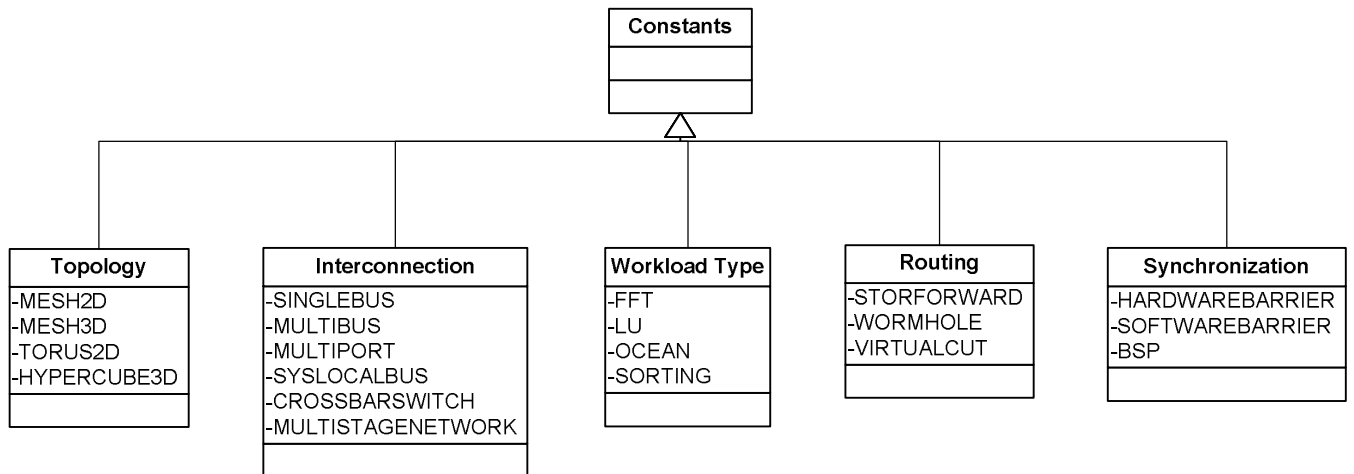 Constants
Topology
-MESH2D
-MESH3D
-TORUS2D
-HYPERCUBE3D
Interconnection
-SINGLEBUS
-MULTIBUS
-MULTIPORT
-SYSLOCALBUS
-CROSSBARSWITCH
-MULTISTAGENETWORK
Workload Type
-FFT
-LU
-OCEAN
-SORTING
Routing
-STORFORWARD
-WORMHOLE
-VIRTUALCUT
Synchronization
-HARDWAREBARRIER
-SOFTWAREBARRIER
-BSP